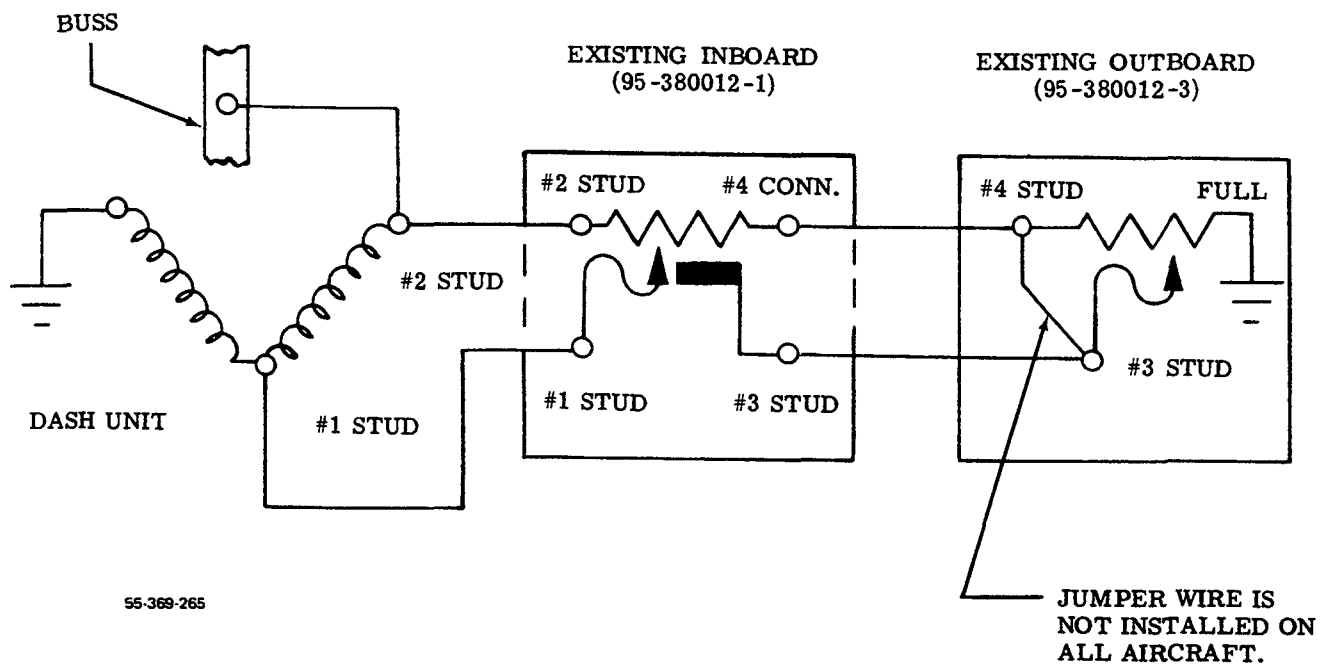 BUSS
EXISTING INBOARD
(95-380012-1)
EXISTING OUTBOARD
(95-380012-3)
#2 STUD
#4 CONN.
#4 STUD
FULL
#2 STUD
#1 STUD
#3 STUD
#3 STUD
DASH UNIT
#1 STUD
55-369-265
JUMPER WIRE IS
NOT INSTALLED ON
ALL AIRCRAFT.